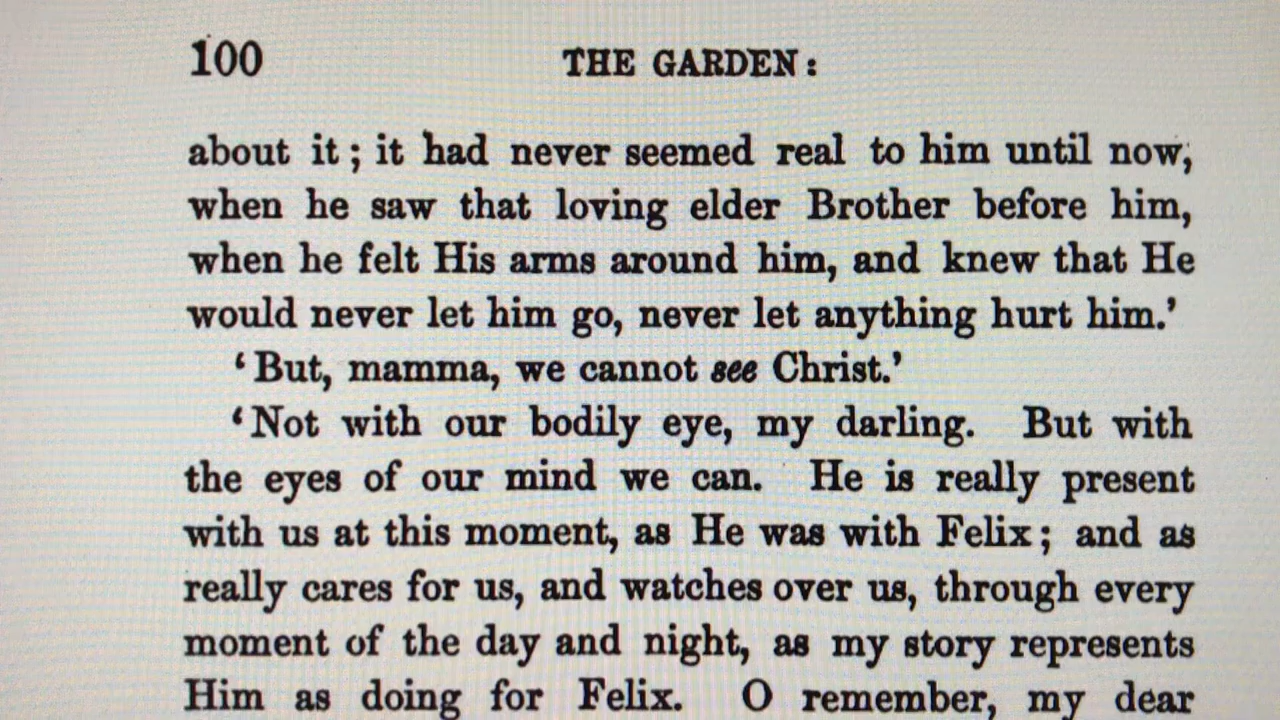 100 THE GARDEN:
about it; it had never seemed real to him until now,
when he saw that loving elder Brother before him,
when he felt His arms around him, and knew that He
would never let him go, never let anything hurt him.’
‘But, mamma, we cannot see Christ.’
‘Not with our bodily eye, my darling. But with
the eyes of our mind we can. He is really present
with us at this moment, as He was with Felix; and as
really cares for us, and watches over us, through every
moment of the day and night, as my story represents
Him as doing for Felix. O remember, my dear